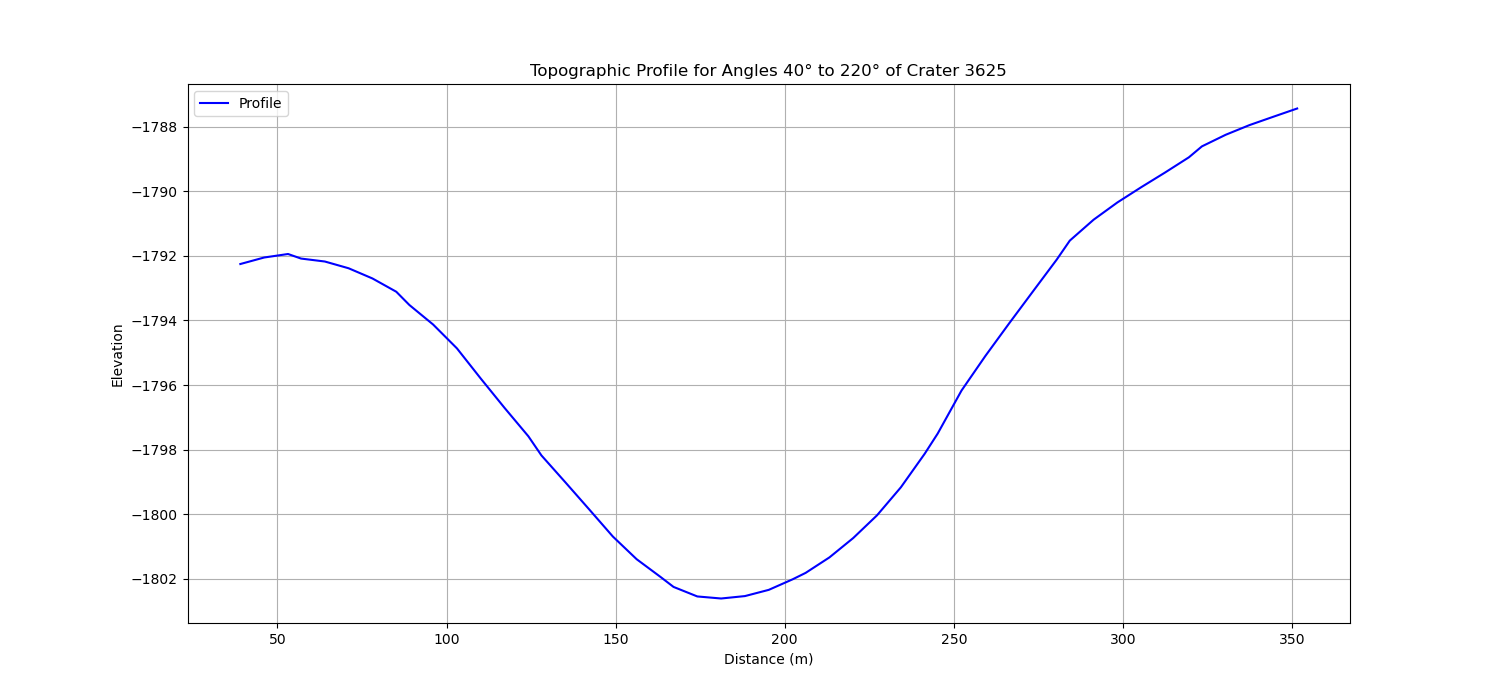 Topographic Profile for Angles 40° to 220° of Crater 3625
Profile
−1788
−1790
−1792
−1794
−1796
−1798
−1800
−1802
Elevation
50 100 150 200 250 300 350
Distance (m)